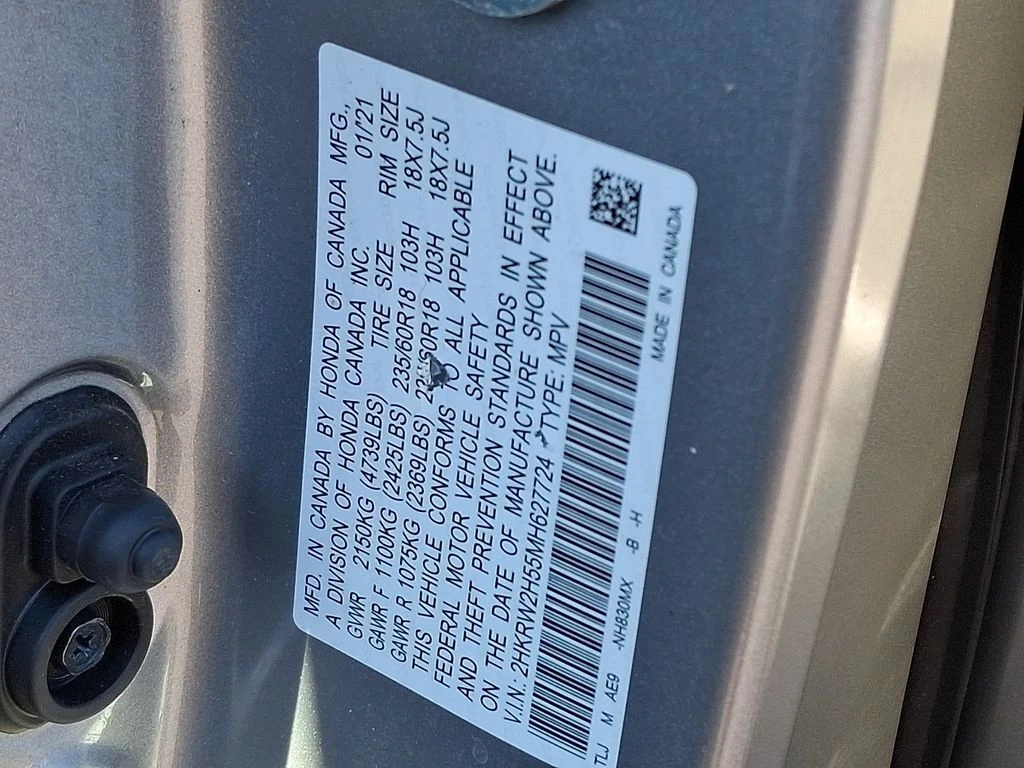 MFD. IN CANADA BY HONDA OF CANADA MFG.,
A DIVISION OF HONDA CANADA INC. 01/'21
GVWR 2150KG (4739LBS) TIRE SIZE RIM SIZE
GAWR F 1100KG (2425LBS) 235/60R18 103H 18X7.5J
GAWR R 1075KG (2369LBS) 235/60R18 103H 18X7.5J
THIS VEHICLE CONFORMS TO ALL APPLICABLE
FEDERAL MOTOR VEHICLE SAFETY
AND THEFT PREVENTION STANDARDS IN EFFECT
ON THE DATE OF MANUFACTURE SHOWN ABOVE.
V.I.N.: 2HKRW2H55MH627724 TYPE: MPV
TLJ M AE9 -NH830MX -B -H MADE IN CANADA